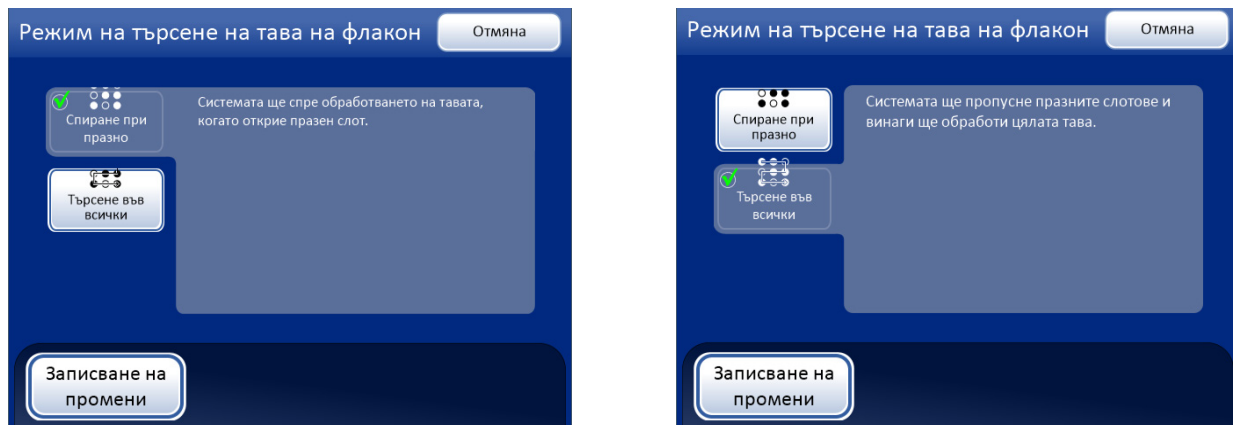 Режим на търсене на тава на флакон
Отмяна
Спиране при
празно
Системата ще спре обработването на тавата,
когато открие празен слот.
Търсене във
всички
Записване на
промени
Режим на търсене на тава на флакон
Отмяна
Спиране при
празно
Системата ще пропусне празните слотове и
винаги ще обработи цялата тава.
Търсене във
всички
Записване на
промени